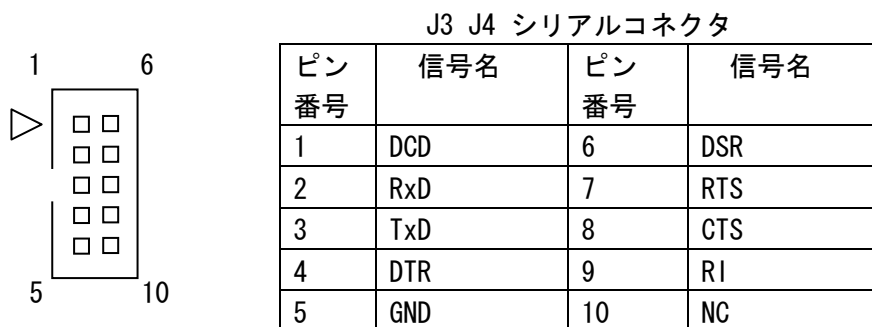 J3 J4 シリアルコネクタ
1 6
5 10
ピン番号 信号名 ピン番号 信号名
1 DCD 6 DSR
2 RxD 7 RTS
3 TxD 8 CTS
4 DTR 9 RI
5 GND 10 NC